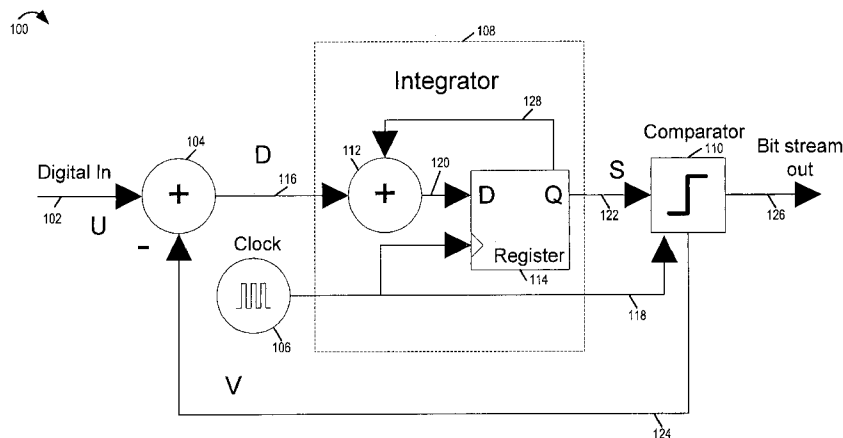 100
108
Integrator
128
104
112
Comparator
110
Bit stream
out
Digital In
D
120
S
+
+
D
Q
102
116
122
126
U
-
Clock
Register
114
118
106
V
124